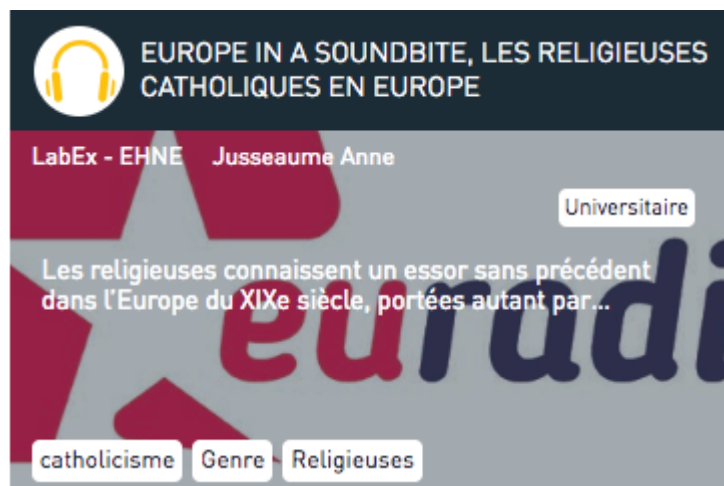 EUROPE IN A SOUNDBITE, LES RELIGIEUSES
CATHOLIQUES EN EUROPE
LabEx - EHNE Jusseaume Anne
Universitaire
Les religieuses connaissent un essor sans précédent
dans l'Europe du XIXe siècle, portées autant par...
euradi
catholicisme Genre Religieuses